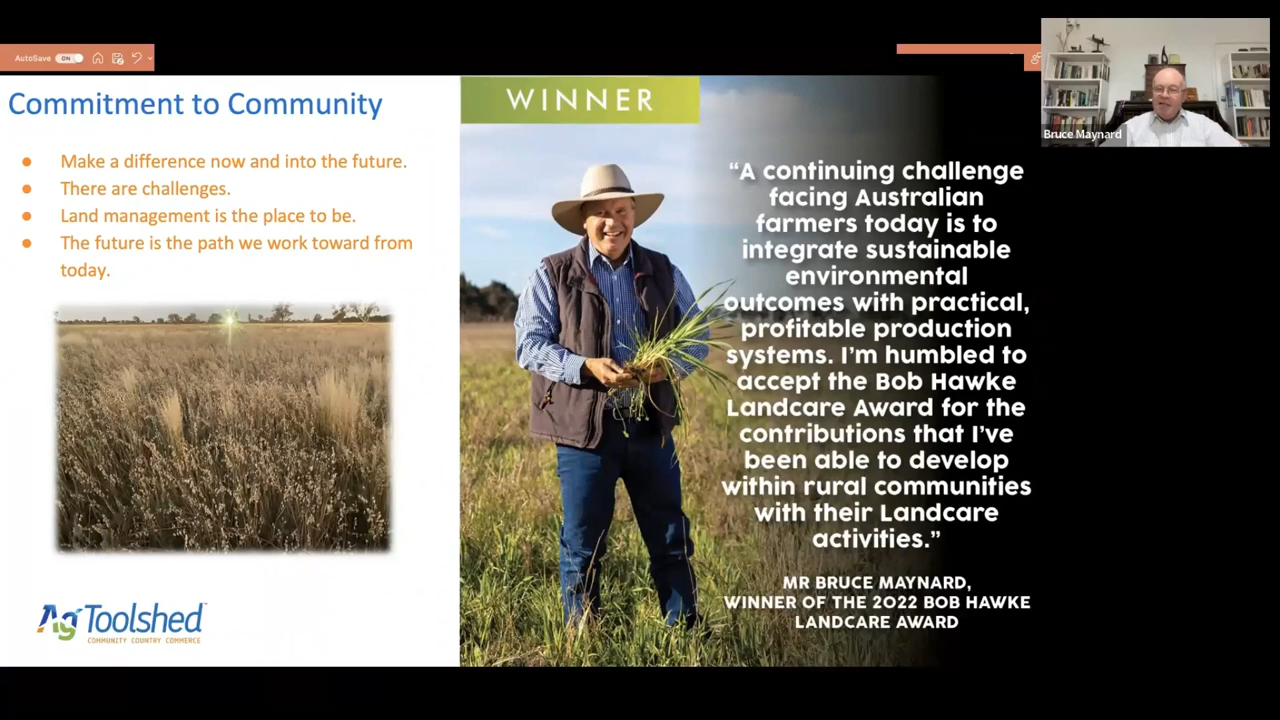 AutoSave ON
Commitment to Community
Make a difference now and into the future.
There are challenges.
Land management is the place to be.
The future is the path we work toward from
today.
AgToolshed™
COMMUNITY COUNTRY COMMERCE
WINNER
“A continuing challenge
facing Australian
farmers today is to
integrate sustainable
environmental
outcomes with practical,
profitable production
systems. I’m humbled to
accept the Bob Hawke
Landcare Award for the
contributions that I’ve
been able to develop
within rural communities
with their Landcare
activities.”
MR BRUCE MAYNARD,
WINNER OF THE 2022 BOB HAWKE
LANDCARE AWARD
Bruce Maynard